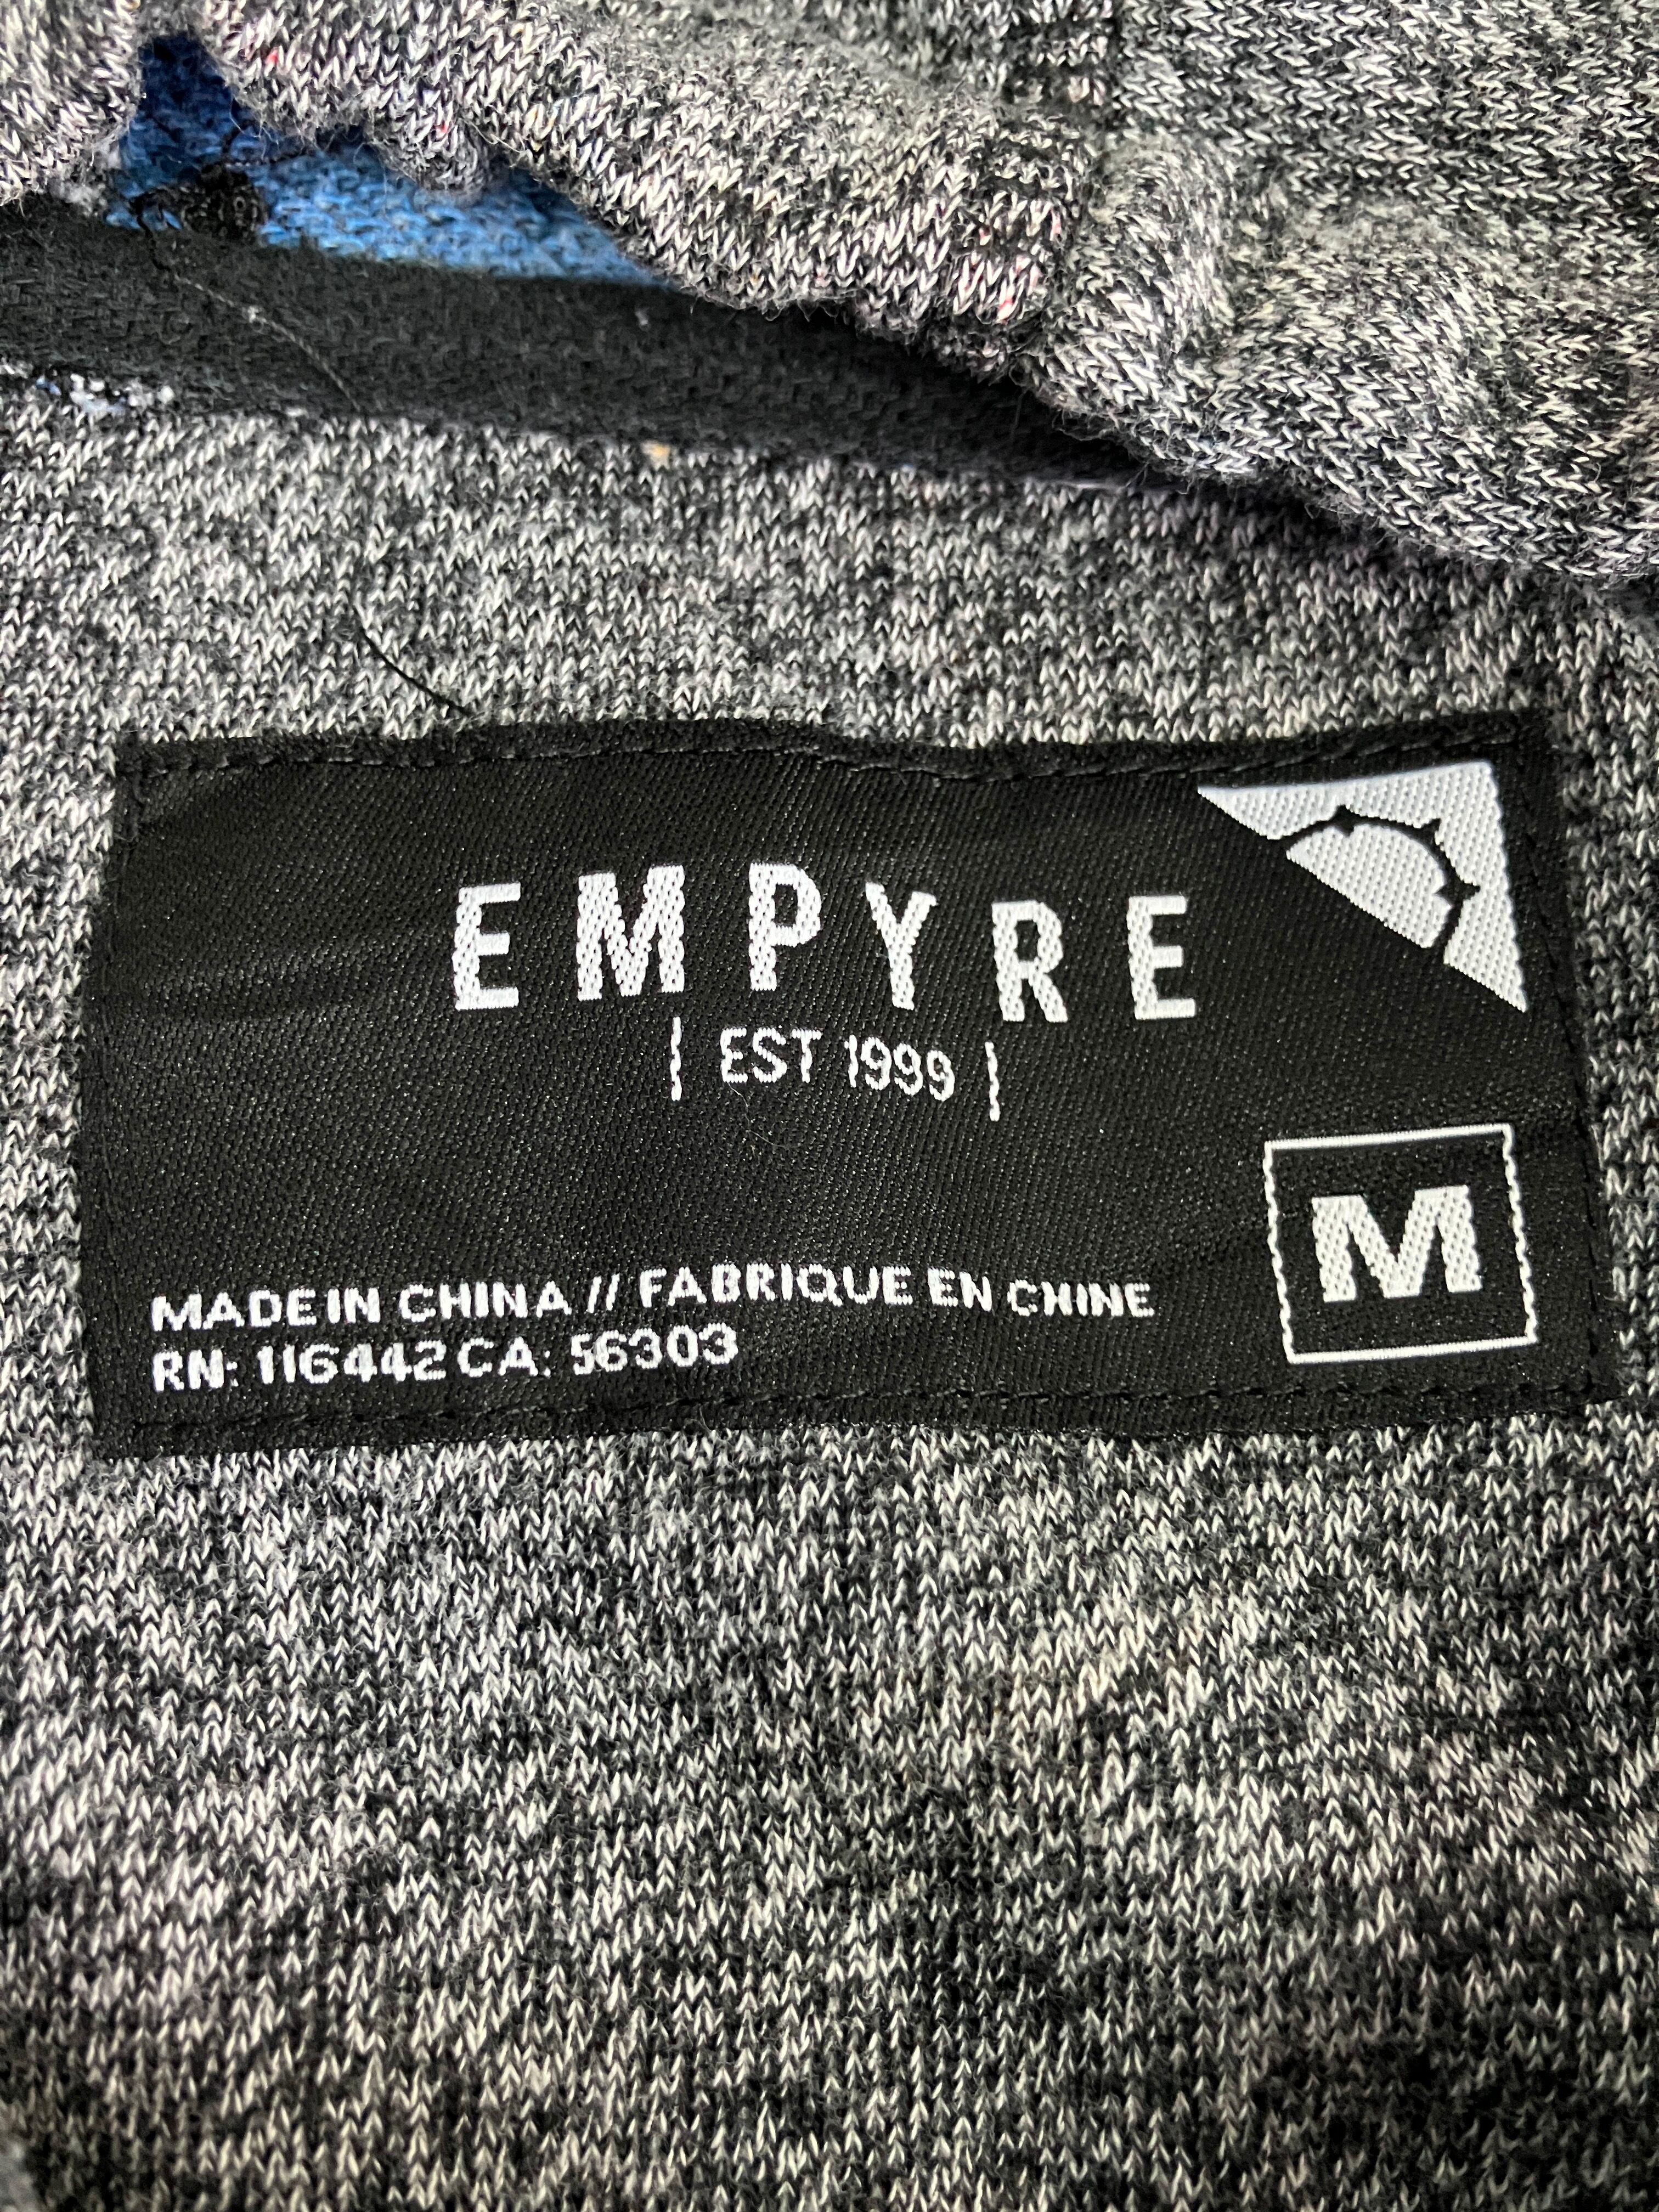 EMPYRE
| EST 1999 |
M
MADE IN CHINA // FABRIQUE EN CHINE
RN: 116442 CA: 56303